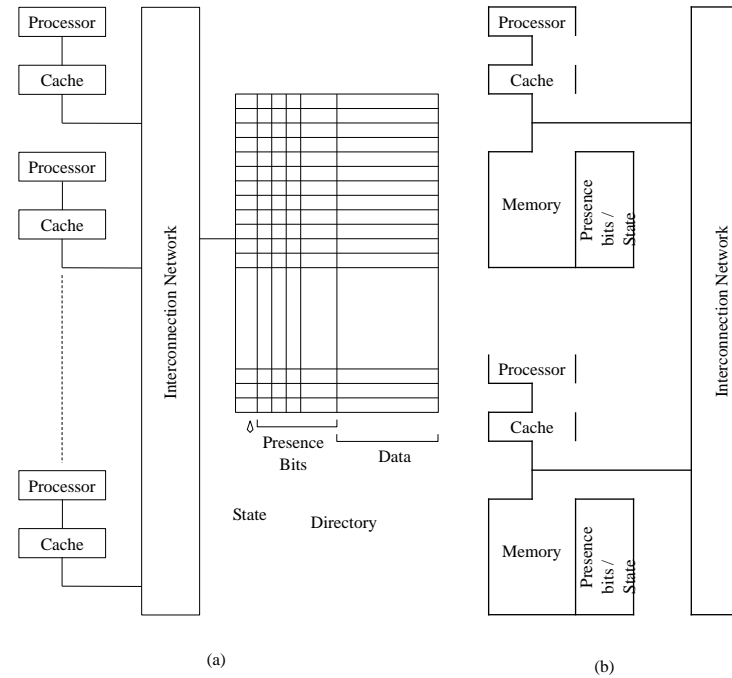 Processor
Cache
Processor
Cache
Processor
Cache
Interconnection Network
Presence
Bits
Data
State
Directory
(a)
Processor
Cache
Memory
Presence
bits /
State
Processor
Cache
Memory
Presence
bits /
State
Interconnection Network
(b)